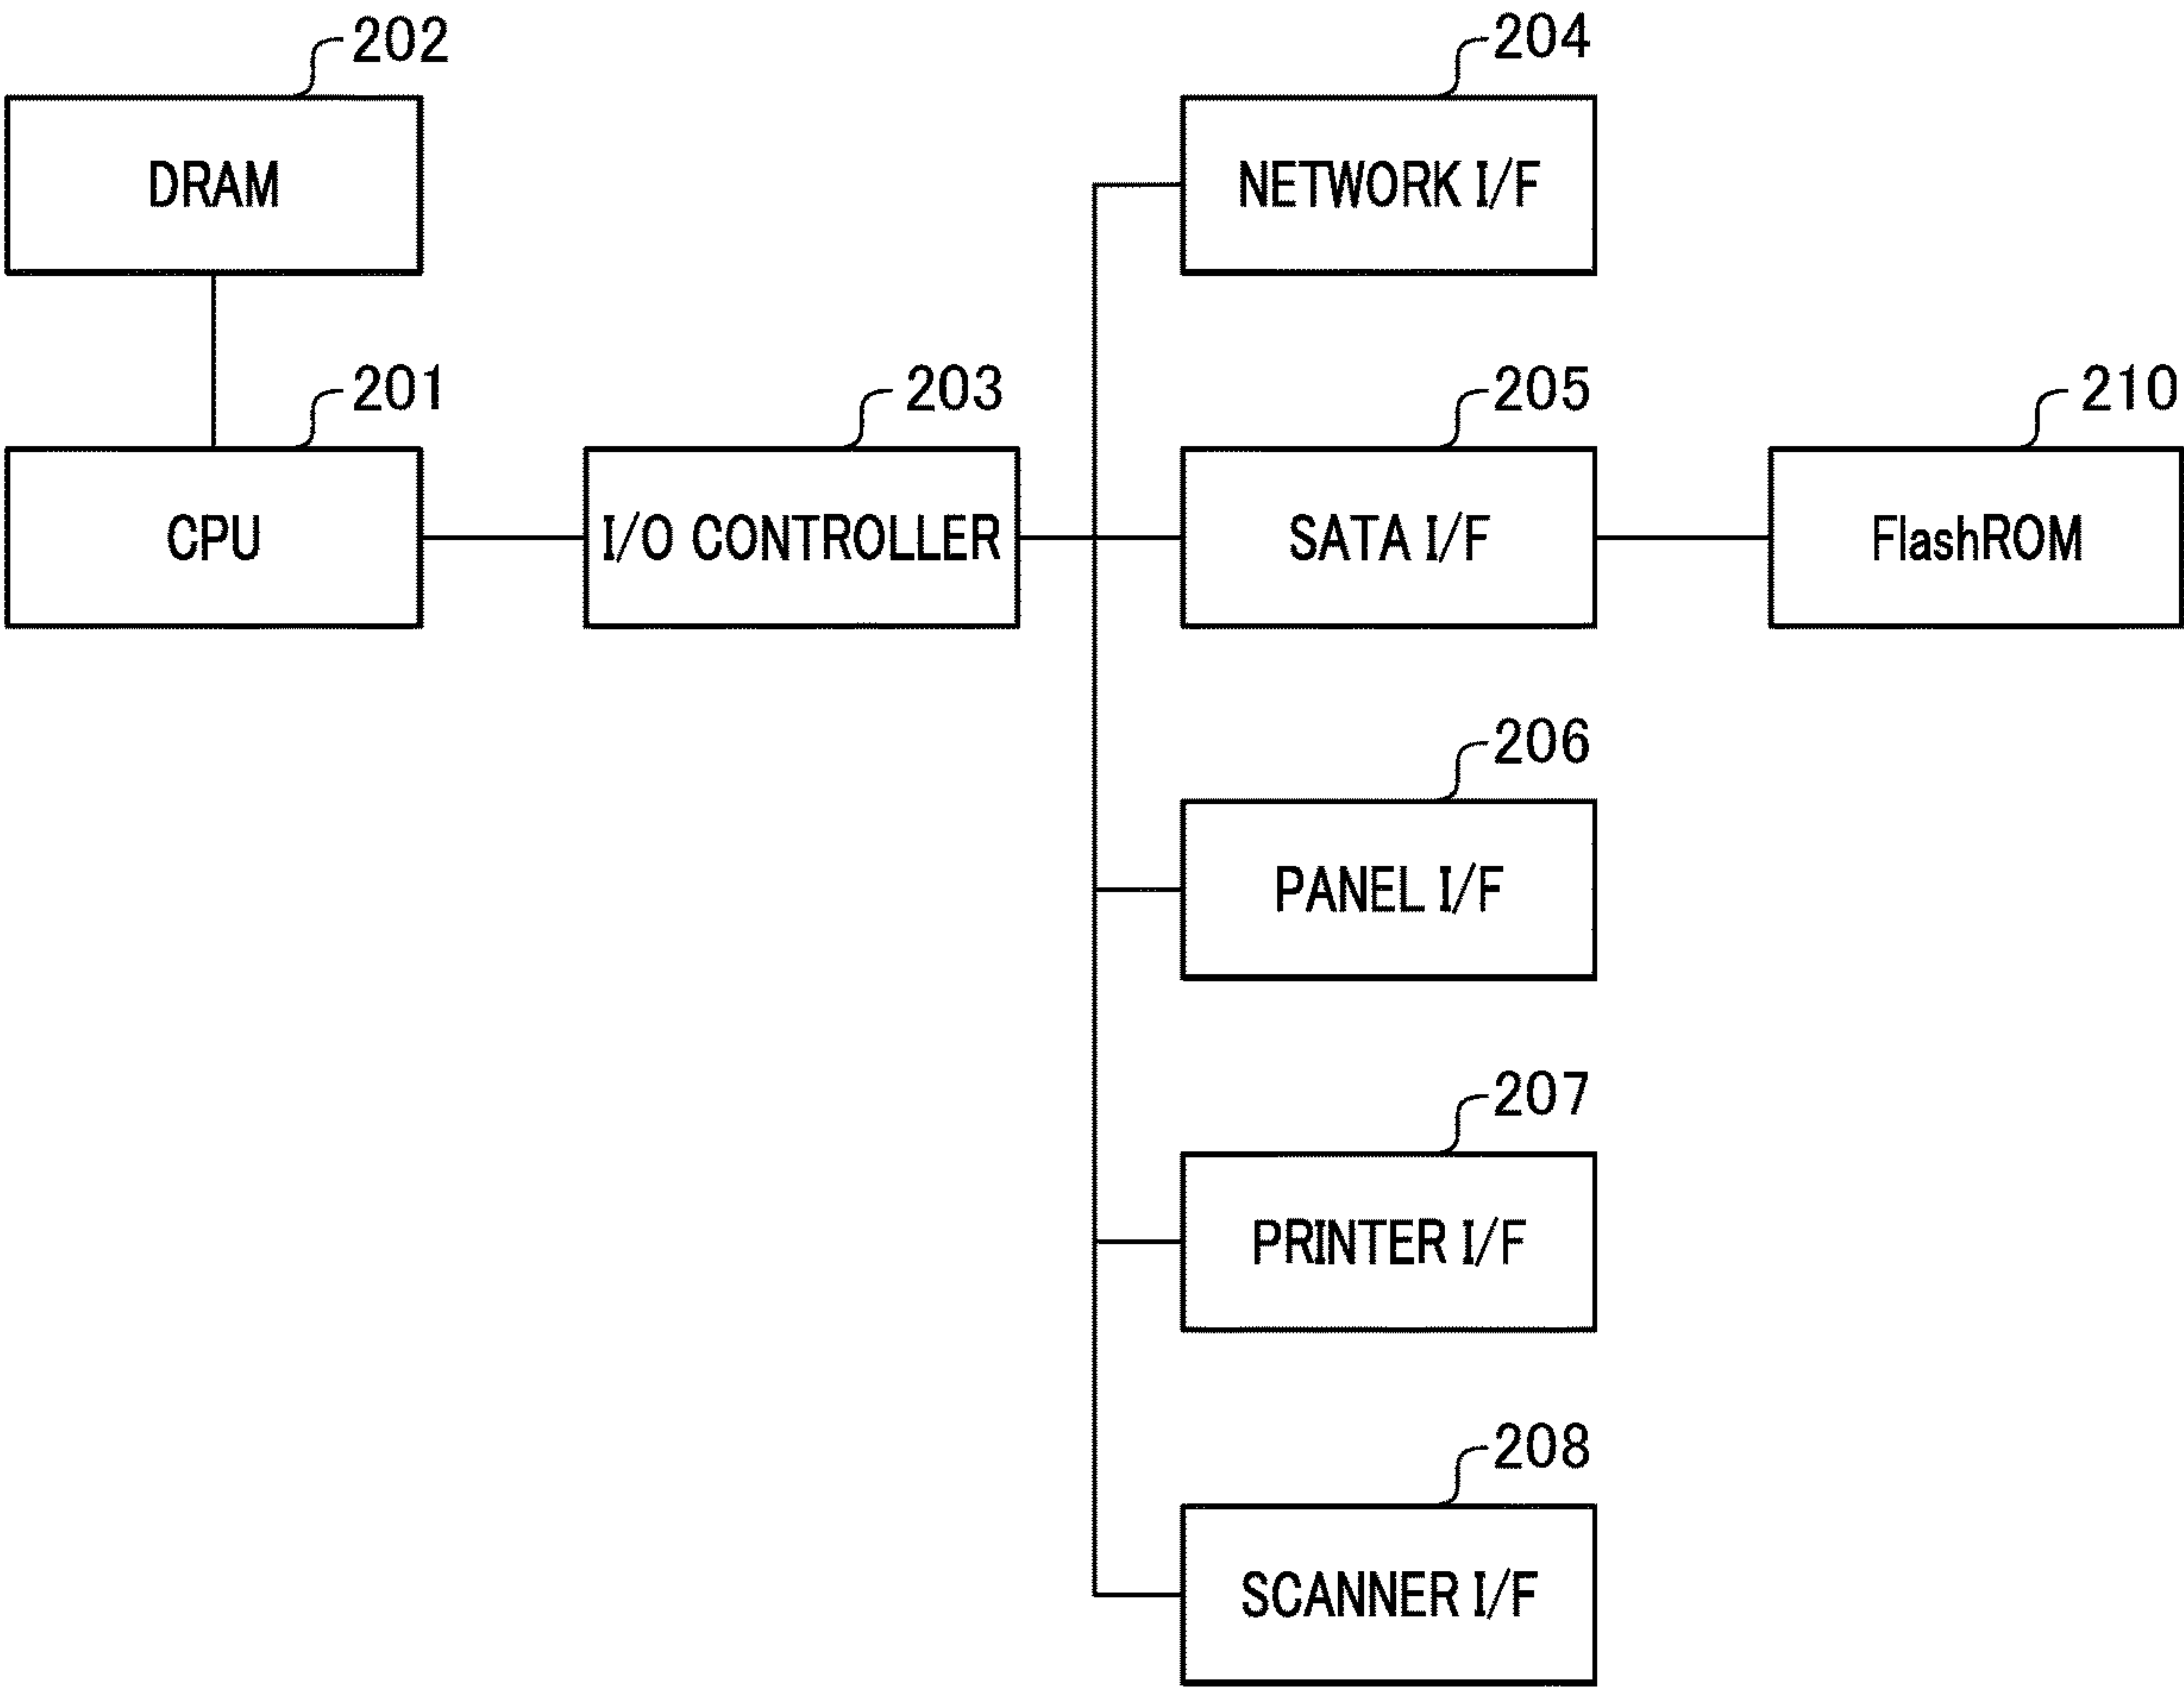 202
204
DRAM
NETWORK I/F
201
203
205
210
CPU
I/O CONTROLLER
SATA I/F
FlashROM
206
PANEL I/F
207
PRINTER I/F
208
SCANNER I/F